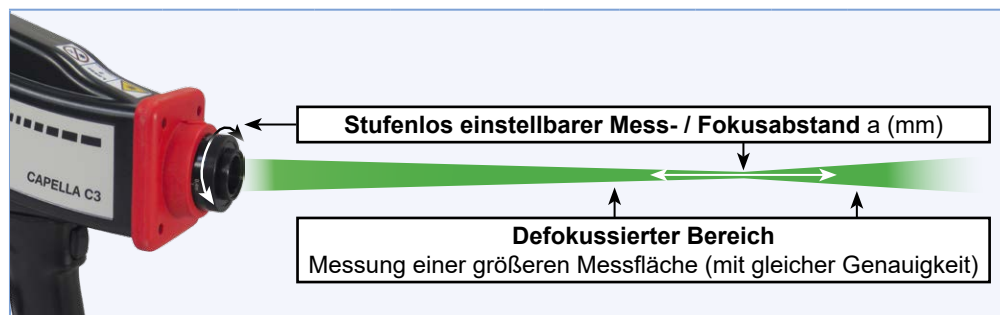 Stufenlos einstellbarer Mess- / Fokusabstand a (mm)
CAPELLA C3
Defokussierter Bereich
Messung einer größeren Messfläche (mit gleicher Genauigkeit)